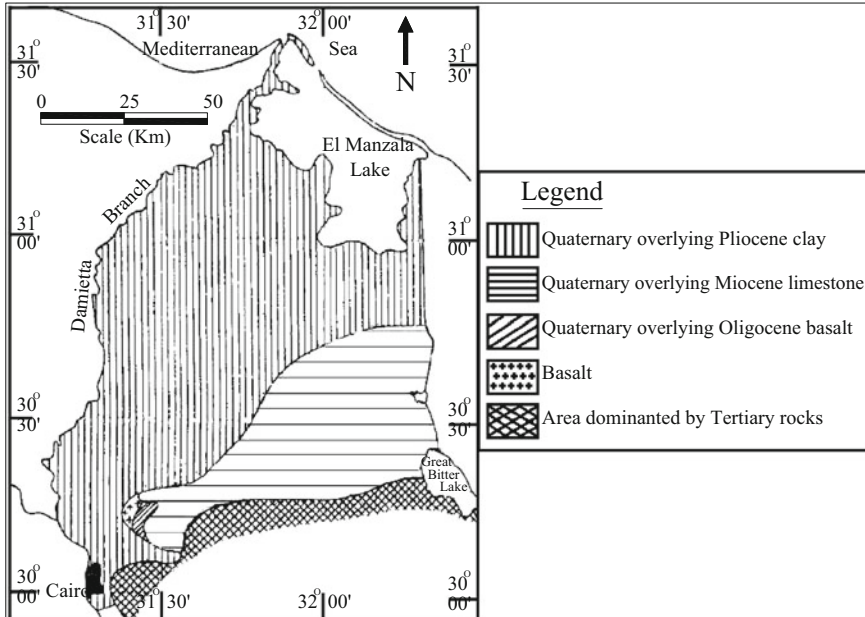 31° 30'
32° 00'
Mediterranean Sea
31° 30'
31° 30'
N
0 25 50
Scale (Km)
El Manzala
Lake
Branch
Damietta
31° 00'
31° 00'
Legend
Quaternary overlying Pliocene clay
Quaternary overlying Miocene limestone
Quaternary overlying Oligocene basalt
Basalt
Area dominanted by Tertiary rocks
30° 30'
30° 30'
Great
Bitter
Lake
30° 00'
30° 00'
Cairo
31° 30'
32° 00'